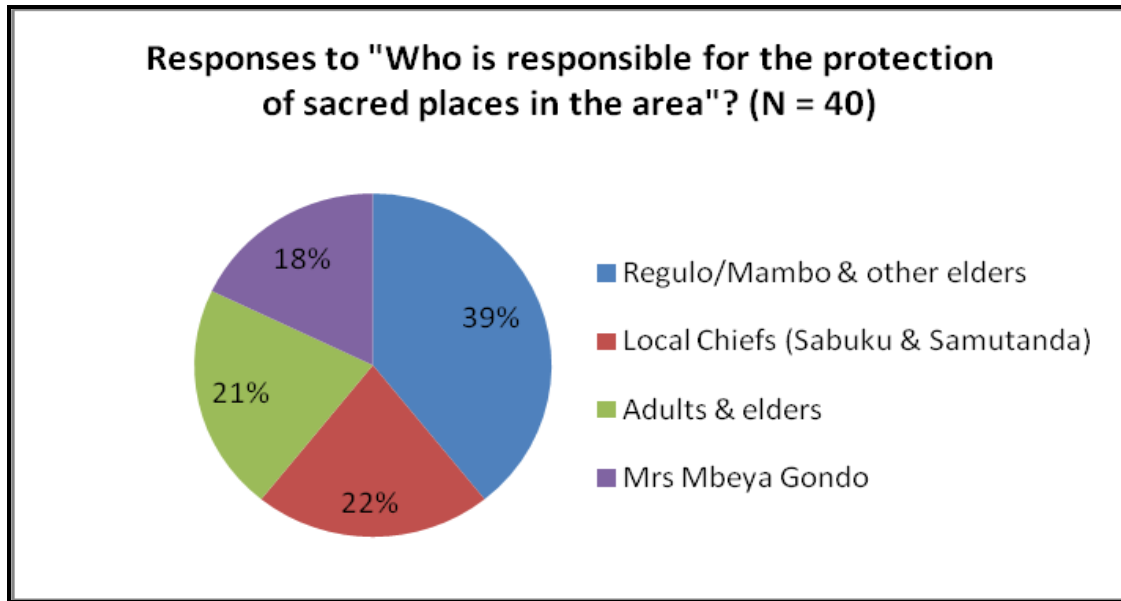 Responses to "Who is responsible for the protection
of sacred places in the area"? (N = 40)
18%
39%
21%
22%
Regulo/Mambo & other elders
Local Chiefs (Sabuku & Samutanda)
Adults & elders
Mrs Mbeya Gondo